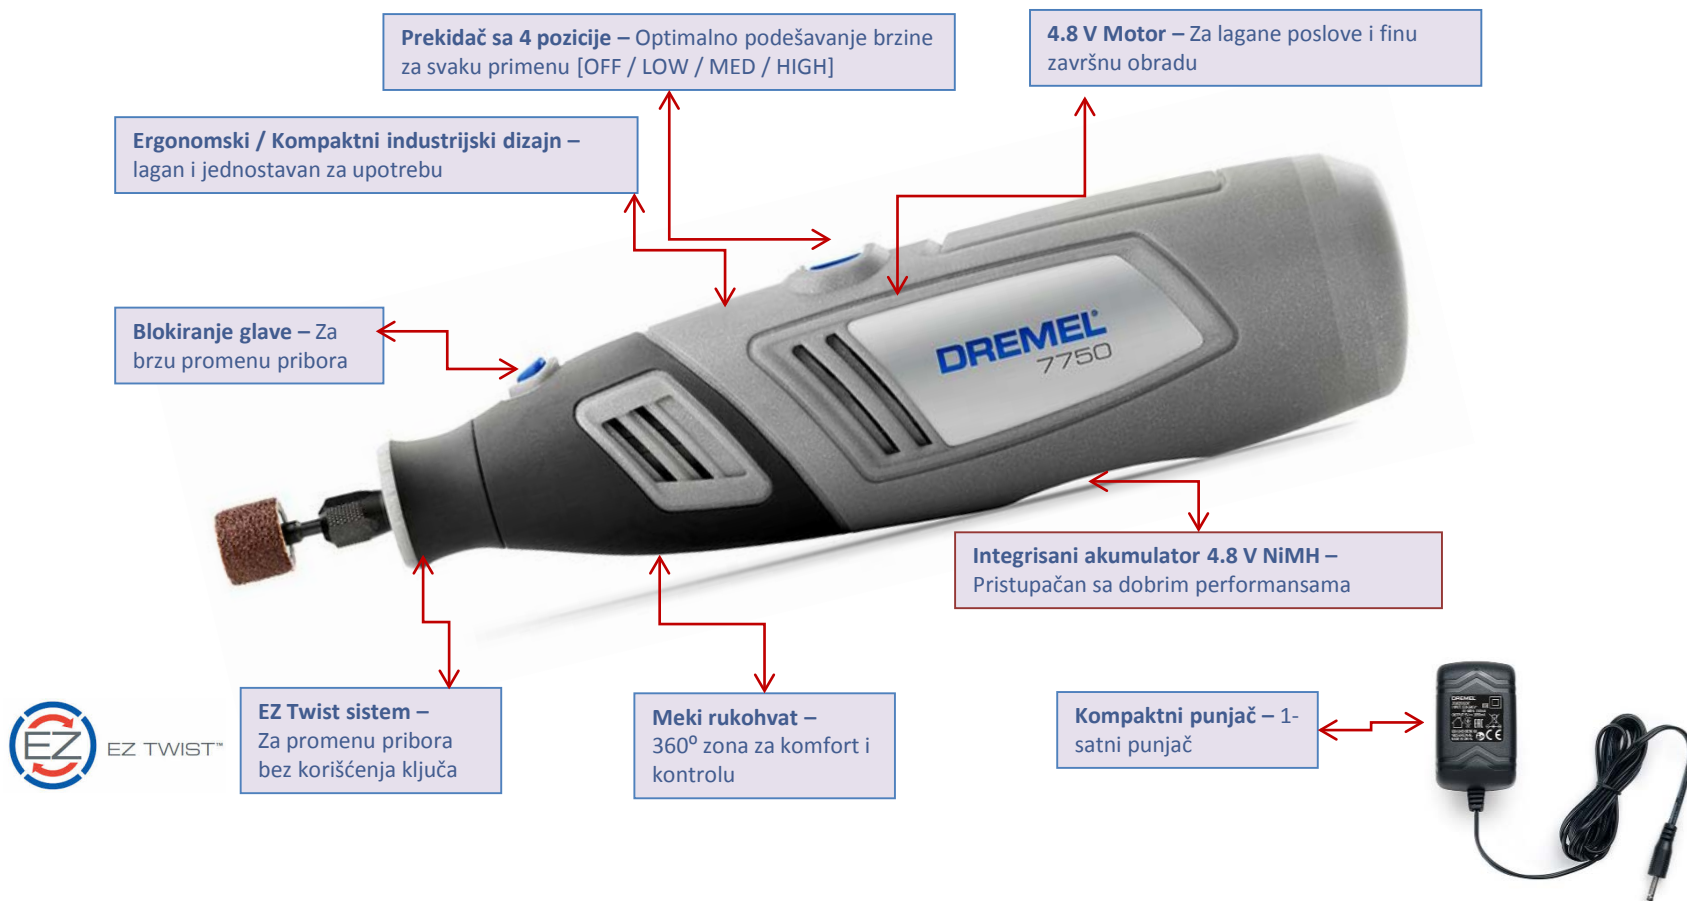 Prekidač sa 4 pozicije – Optimalno podešavanje brzine
za svaku primenu [OFF / LOW / MED / HIGH]
4.8 V Motor – Za lagane poslove i finu
završnu obradu
Ergonomski / Kompaktni industrijski dizajn –
lagan i jednostavan za upotrebu
Blokiranje glave – Za
brzu promenu pribora
DREMEL
7750
Integrisani akumulator 4.8 V NiMH –
Pristupačan sa dobrim performansama
EZ
EZ TWIST™
EZ Twist sistem –
Za promenu pribora
bez korišćenja ključa
Meki rukohvat –
360⁰ zona za komfort i
kontrolu
Kompaktni punjač – 1-
satni punjač
DREMEL